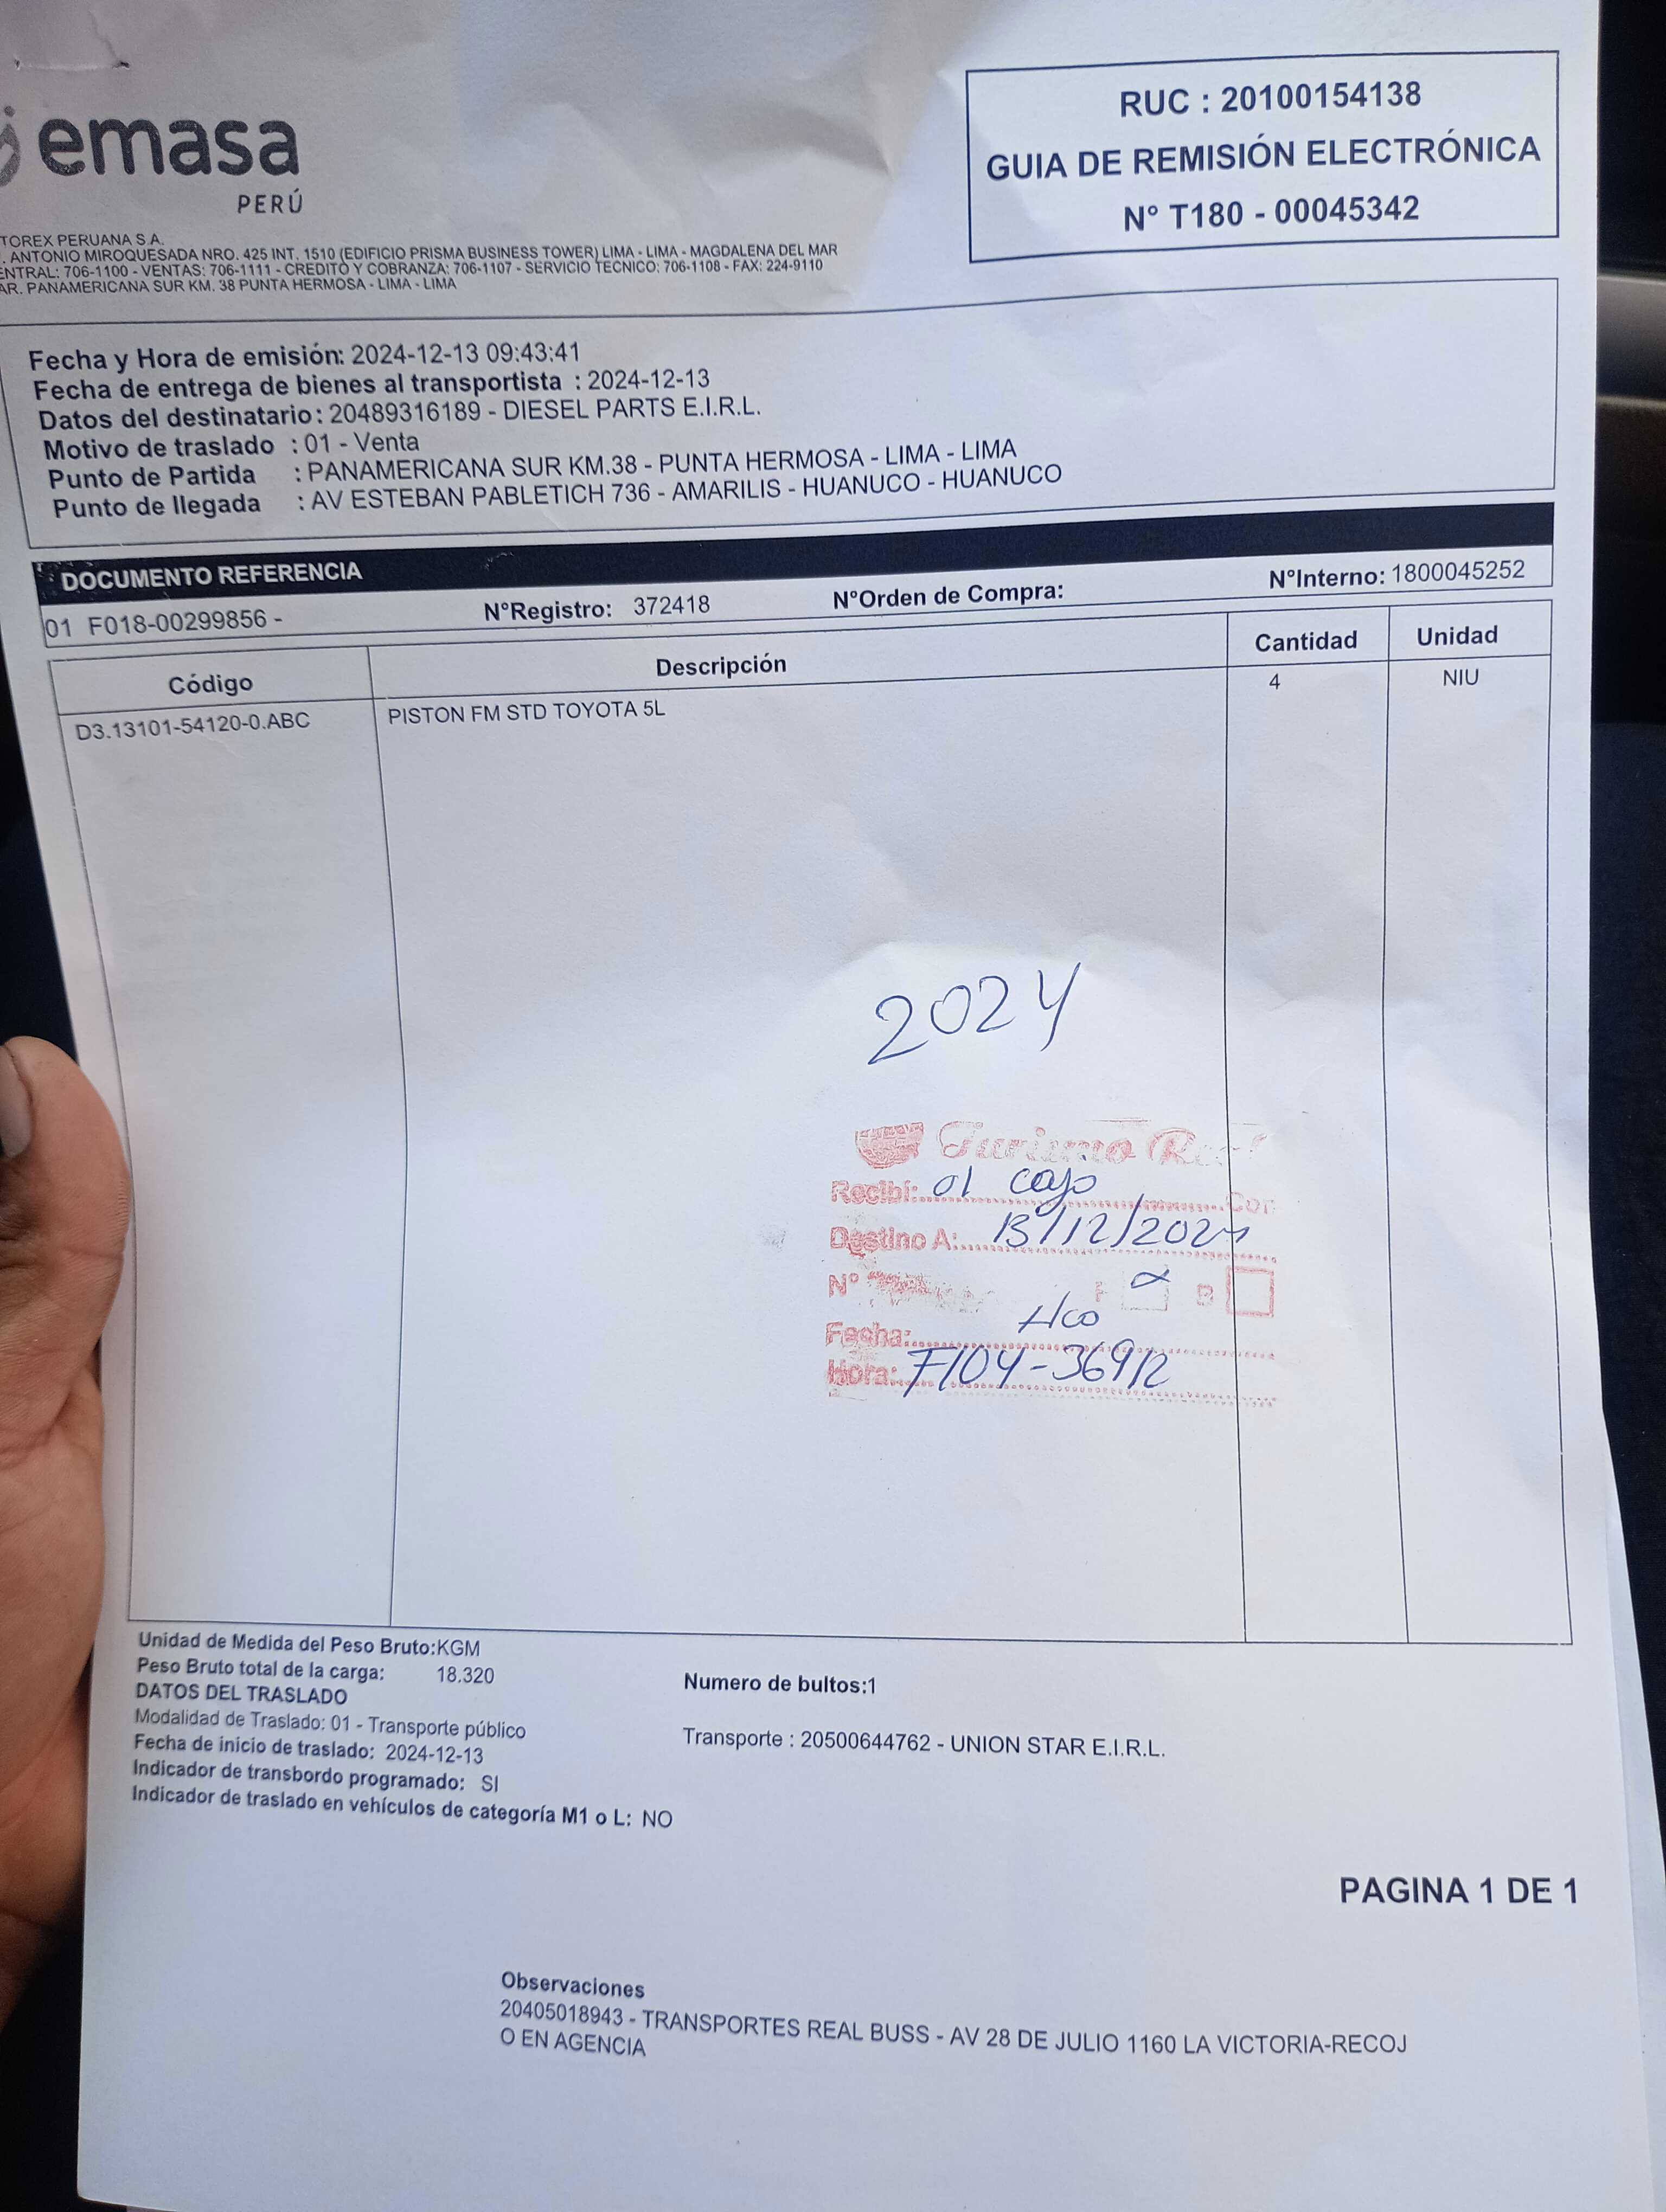 emasa
PERÚ
TOREX PERUANA S.A.
. ANTONIO MIROQUESADA NRO. 425 INT. 1510 (EDIFICIO PRISMA BUSINESS TOWER) LIMA - LIMA - MAGDALENA DEL MAR
ENTRAL: 706-1100 - VENTAS: 706-1111 - CREDITO Y COBRANZA: 706-1107 - SERVICIO TECNICO: 706-1108 - FAX: 224-9110
AR. PANAMERICANA SUR KM. 38 PUNTA HERMOSA - LIMA - LIMA
RUC : 20100154138
GUIA DE REMISIÓN ELECTRÓNICA
N° T180 - 00045342
Fecha y Hora de emisión: 2024-12-13 09:43:41
Fecha de entrega de bienes al transportista : 2024-12-13
Datos del destinatario: 20489316189 - DIESEL PARTS E.I.R.L.
Motivo de traslado : 01 - Venta
Punto de Partida : PANAMERICANA SUR KM.38 - PUNTA HERMOSA - LIMA - LIMA
Punto de llegada : AV ESTEBAN PABLETICH 736 - AMARILIS - HUANUCO - HUANUCO
DOCUMENTO REFERENCIA
01 F018-00299856 - N°Registro: 372418 N°Orden de Compra: N°Interno: 1800045252
Código Descripción Cantidad Unidad
D3.13101-54120-0.ABC PISTON FM STD TOYOTA 5L 4 NIU
2024
Turismo
Recibí: 01 caja
Destino A: 13/12/2024
N°
Fecha: Hco
Hora: F104-36912
Unidad de Medida del Peso Bruto:KGM
Peso Bruto total de la carga: 18.320
Numero de bultos:1
DATOS DEL TRASLADO
Modalidad de Traslado: 01 - Transporte público
Transporte : 20500644762 - UNION STAR E.I.R.L.
Fecha de inicio de traslado: 2024-12-13
Indicador de transbordo programado: SI
Indicador de traslado en vehículos de categoría M1 o L: NO
PAGINA 1 DE 1
Observaciones
20405018943 - TRANSPORTES REAL BUSS - AV 28 DE JULIO 1160 LA VICTORIA-RECOJ
O EN AGENCIA